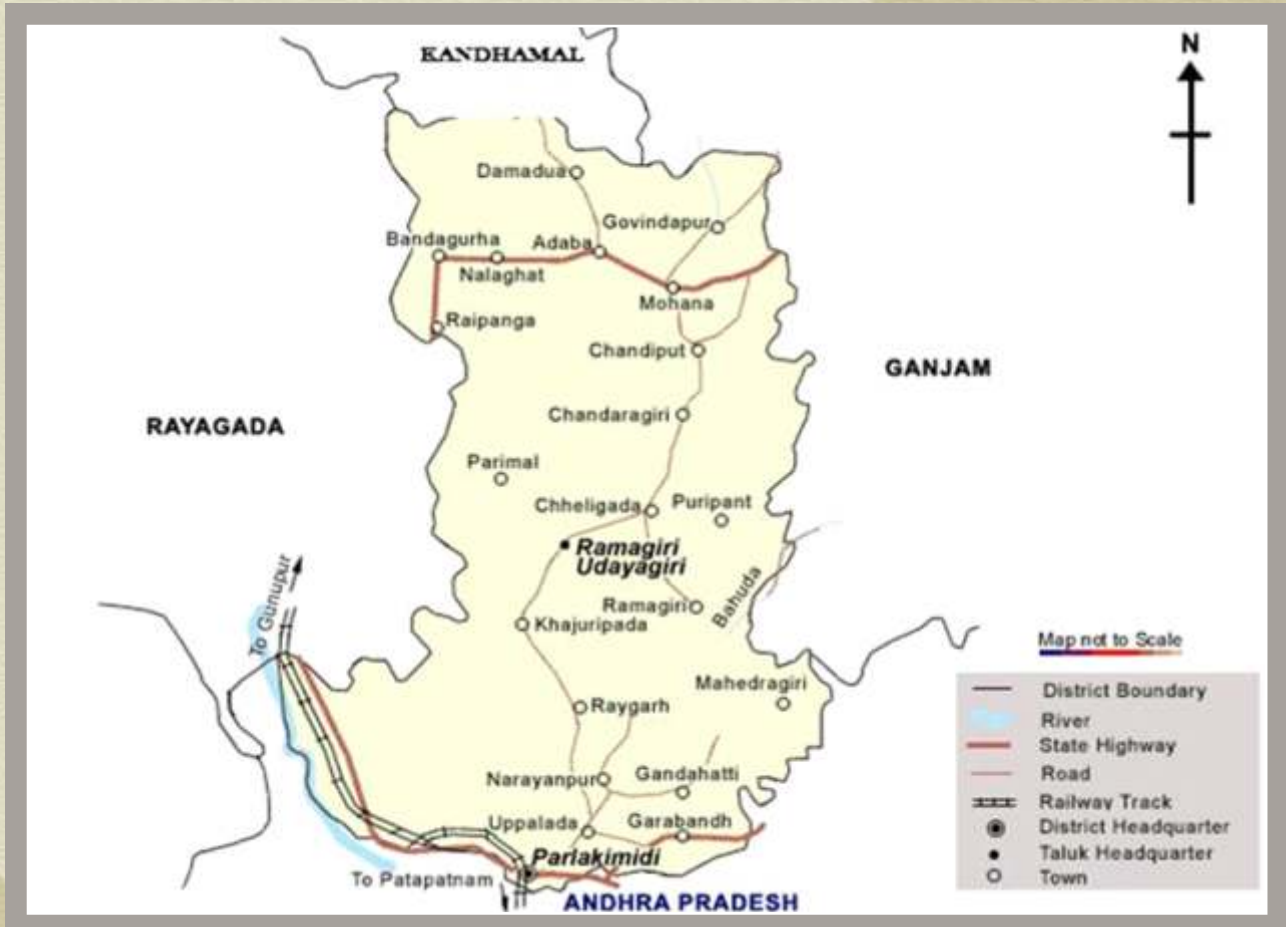 KANDHAMAL
N
Damadua
Govindapur
Bandagurha
Adaba
Nalaghat
Mohana
Raipanga
Chandiput
GANJAM
Chandaragiri
RAYAGADA
Parimal
Chheligada
Puripant
Ramagiri
Udayagiri
To Gunupur
Ramagiri
Bahuda
Khajuripada
Map not to Scale
Mahedragiri
District Boundary
Raygarh
River
State Highway
Narayanpur
Gandahatti
Road
Railway Track
Uppalada
Garabandh
District Headquarter
Parlakimidi
Taluk Headquarter
To Patapatnam
Town
ANDHRA PRADESH